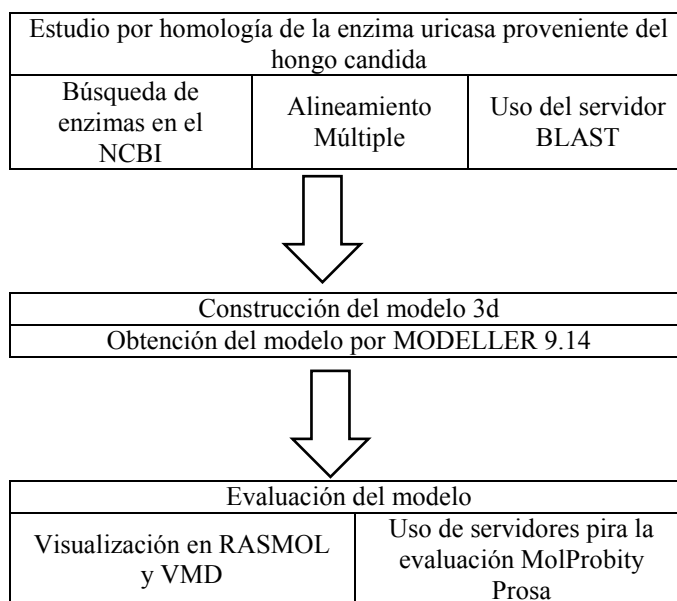 Estudio por homología de la enzima uricasa proveniente del
hongo candida
Búsqueda de
enzimas en el
NCBI
Alineamiento
Múltiple
Uso del servidor
BLAST
Construcción del modelo 3d
Obtención del modelo por MODELLER 9.14
Evaluación del modelo
Visualización en RASMOL
y VMD
Uso de servidores pira la
evaluación MolProbity
Prosa